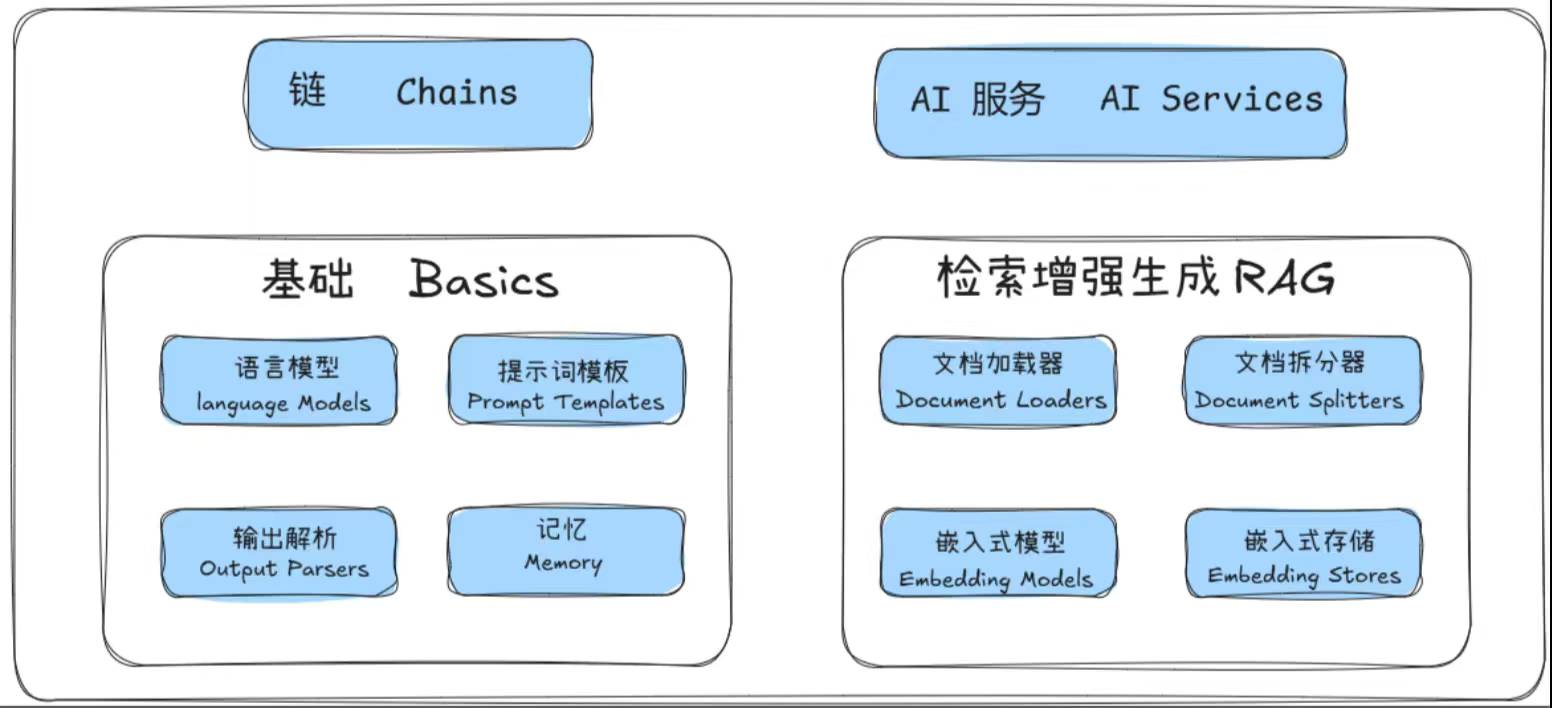 链 Chains
AI 服务 AI Services
基础 Basics
语言模型
language Models
提示词模板
Prompt Templates
输出解析
Output Parsers
记忆
Memory
检索增强生成 RAG
文档加载器
Document Loaders
文档拆分器
Document Splitters
嵌入式模型
Embedding Models
嵌入式存储
Embedding Stores